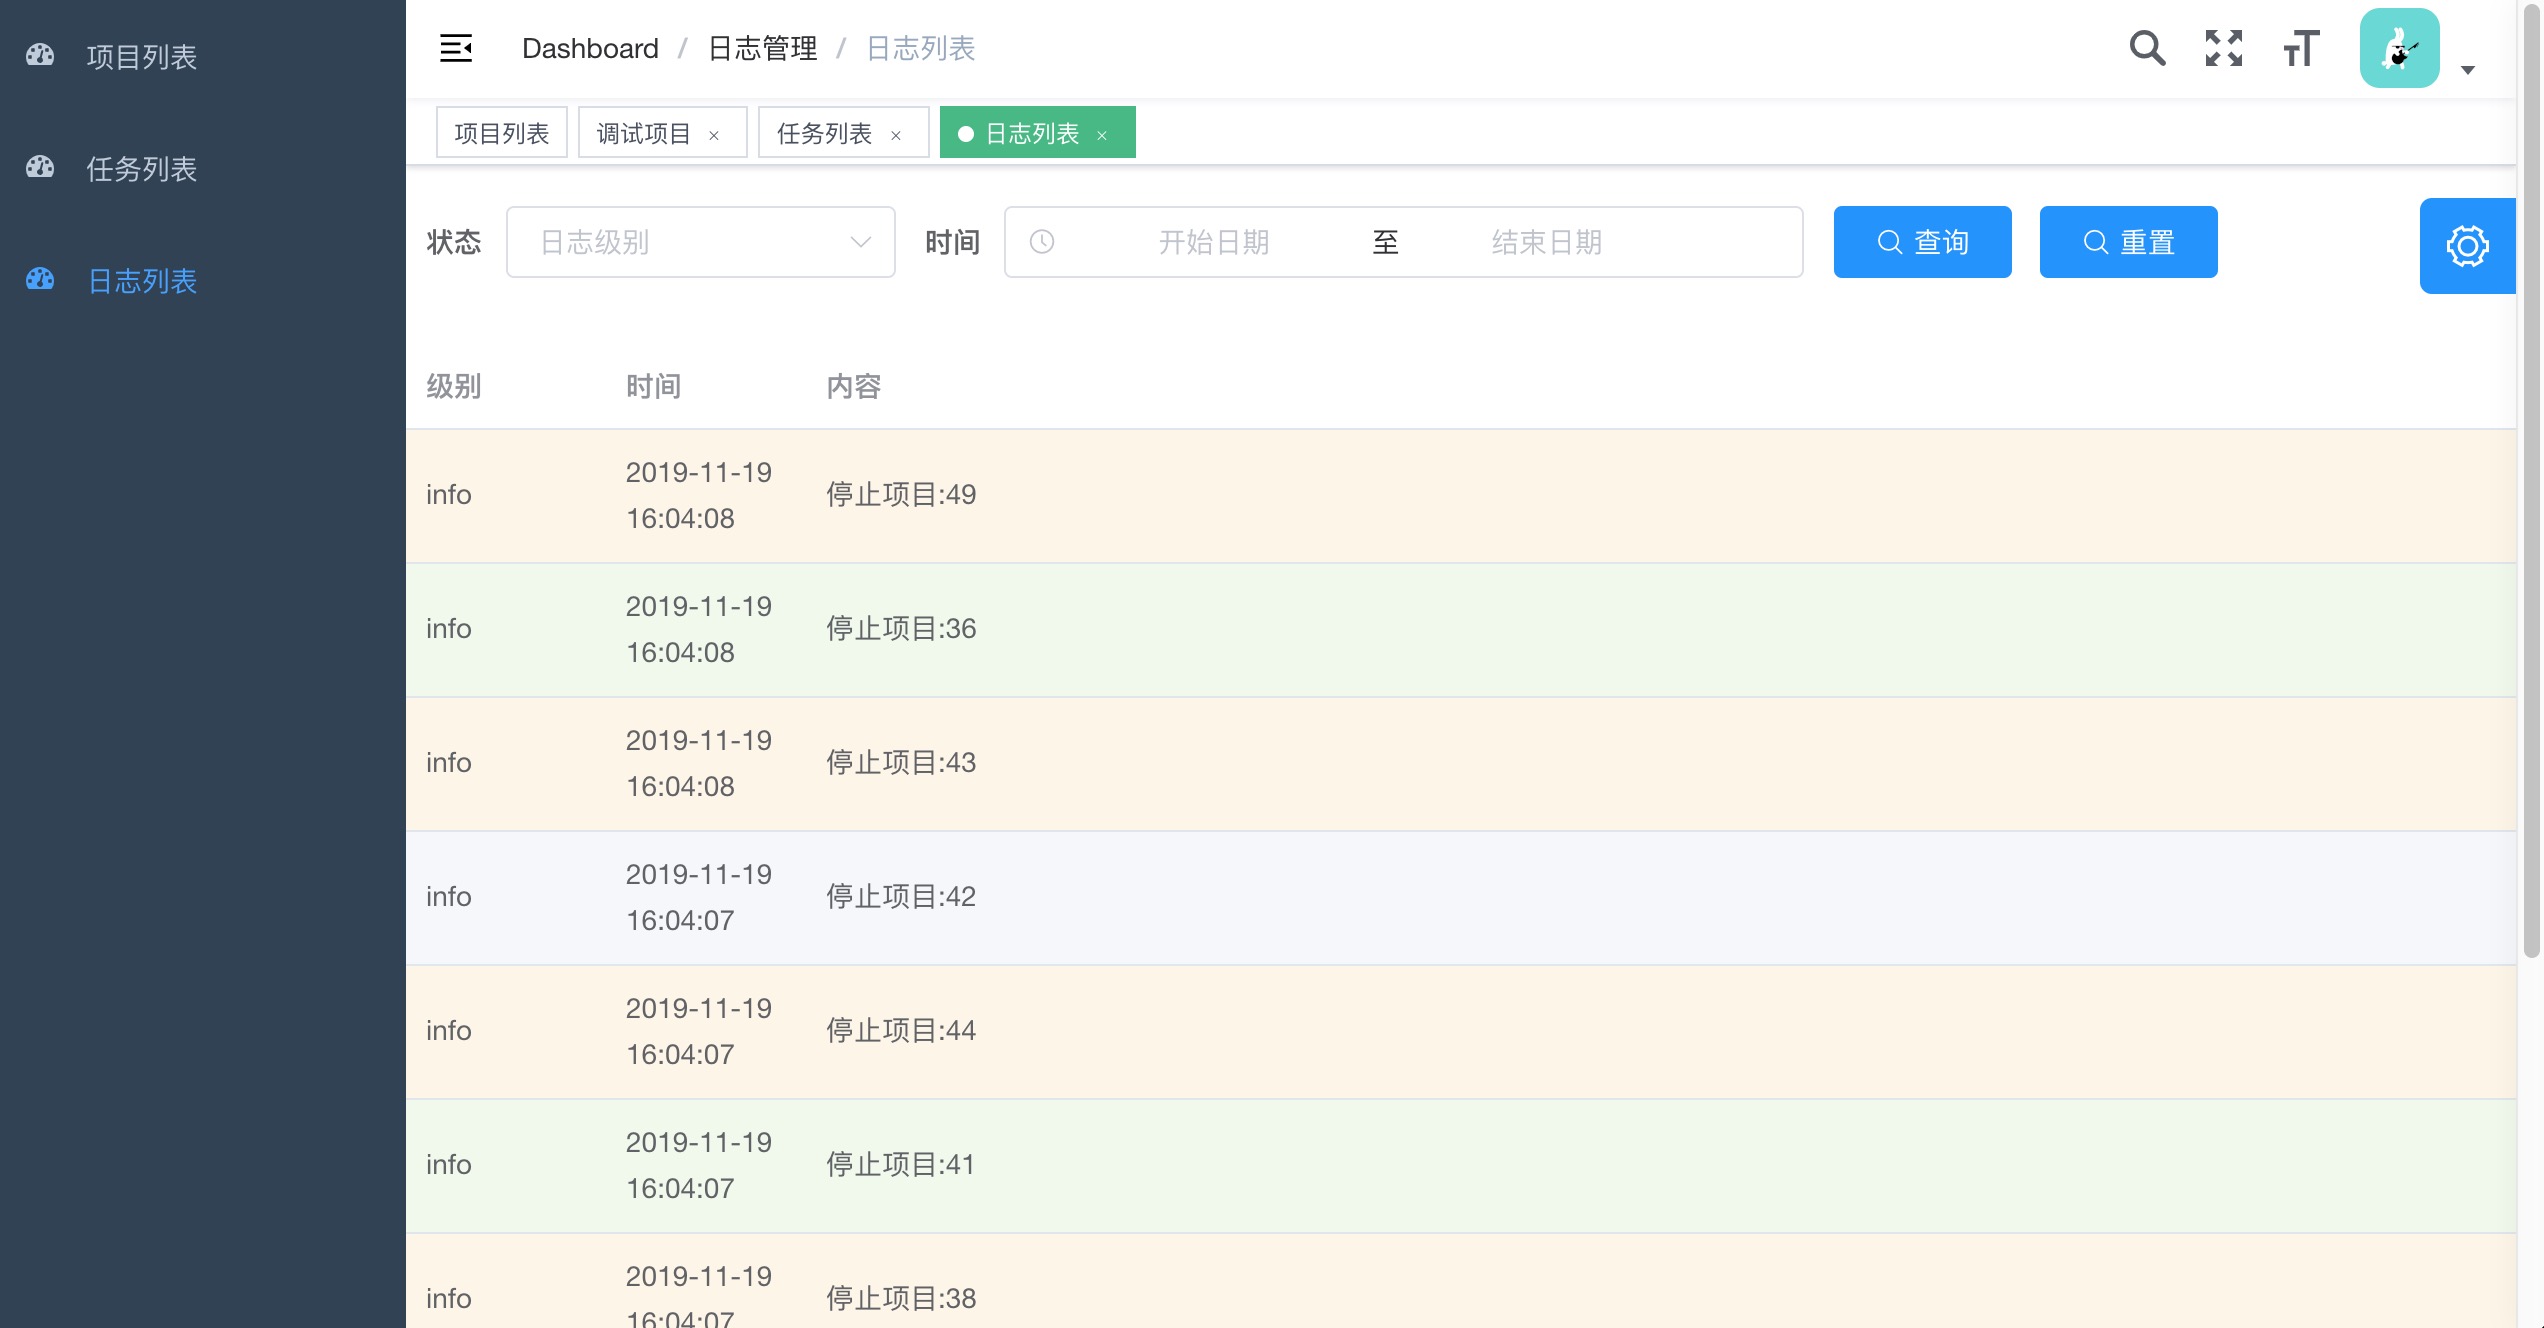 项目列表
任务列表
日志列表
Dashboard / 日志管理 / 日志列表
项目列表 调试项目 × 任务列表 × 日志列表 ×
状态 日志级别 时间 开始日期 至 结束日期 查询 重置
级别 时间 内容
info 2019-11-19 16:04:08 停止项目:49
info 2019-11-19 16:04:08 停止项目:36
info 2019-11-19 16:04:08 停止项目:43
info 2019-11-19 16:04:07 停止项目:42
info 2019-11-19 16:04:07 停止项目:44
info 2019-11-19 16:04:07 停止项目:41
info 2019-11-19 16:04:07 停止项目:38